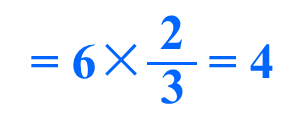 = 6 × 2/3 = 4